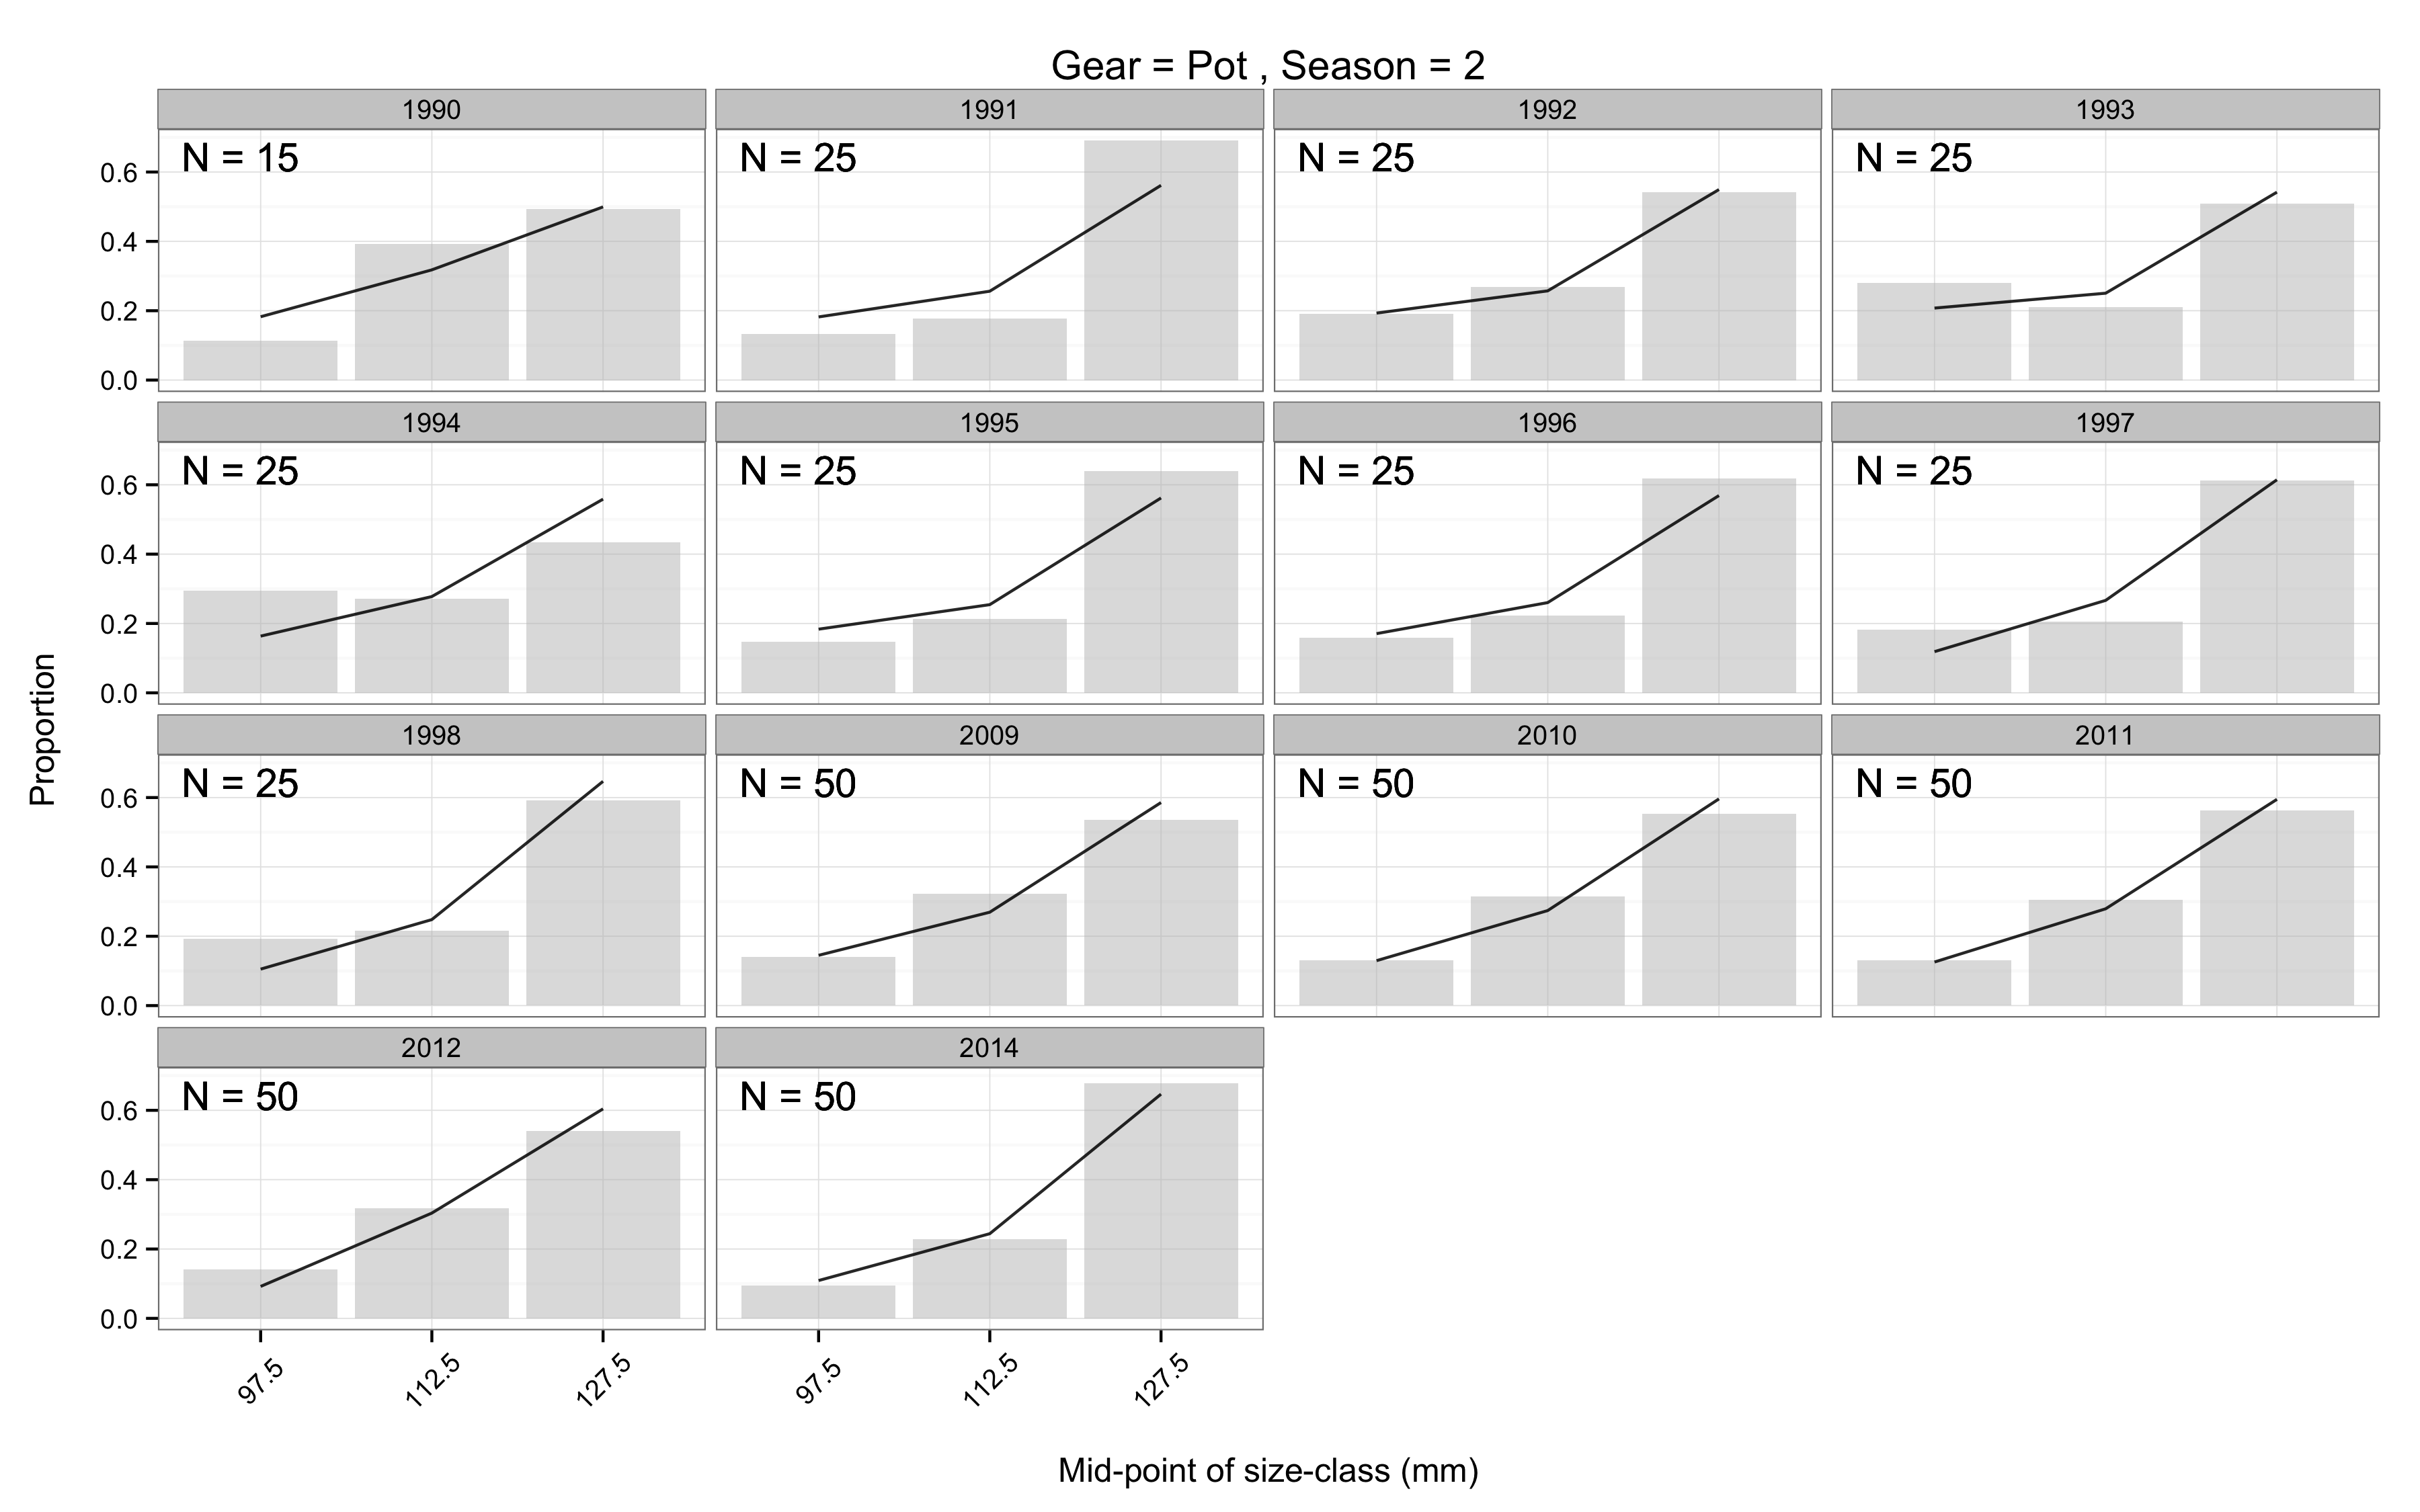 Gear = Pot , Season = 2
1990 1991 1992 1993
N = 15 N = 25 N = 25 N = 25
0.6
0.4
0.2
0.0
1994 1995 1996 1997
N = 25 N = 25 N = 25 N = 25
0.6
0.4
0.2
0.0
1998 2009 2010 2011
N = 25 N = 50 N = 50 N = 50
0.6
0.4
0.2
0.0
2012 2014
N = 50 N = 50
0.6
0.4
0.2
0.0
97.5 112.5 127.5 97.5 112.5 127.5
Proportion
Mid-point of size-class (mm)